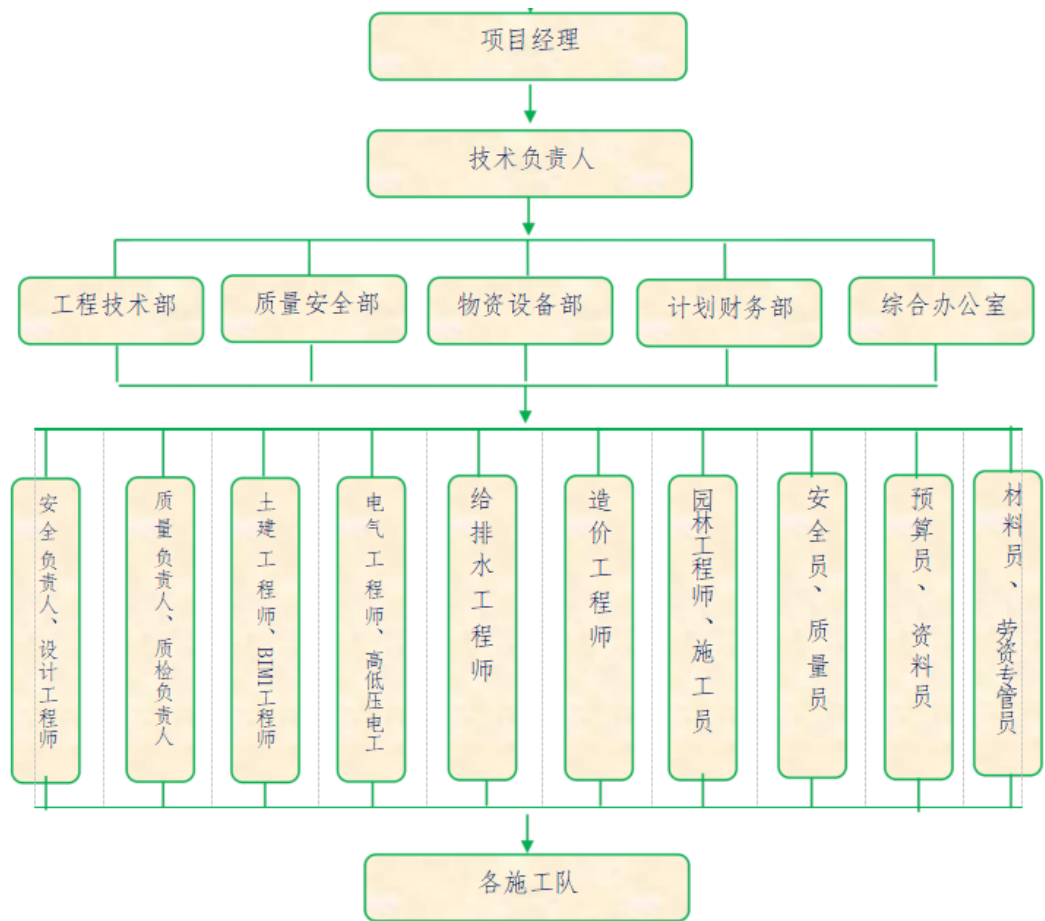 项目经理
技术负责人
工程技术部
质量安全部
物资设备部
计划财务部
综合办公室
安全负责人、设计工程师
质量负责人、质检负责人
土建工程师、BIMI工程师
电气工程师、高低压电工
给排水工程师
造价工程师
园林工程师、施工员
安全员、质量员
预算员、资料员
材料员、劳资专管员
各施工队